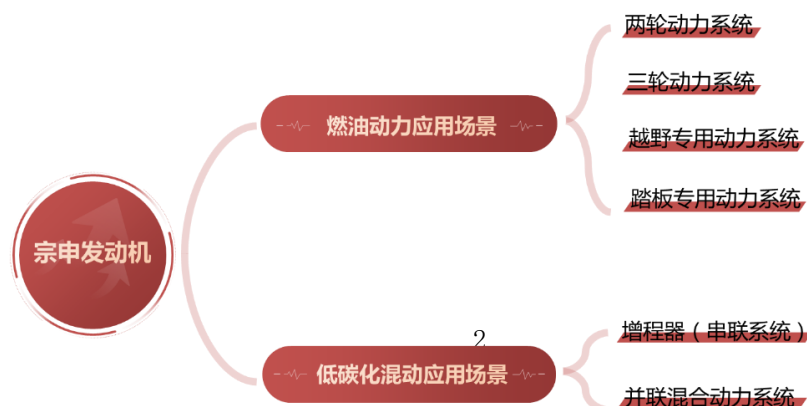 宗申发动机
燃油动力应用场景
两轮动力系统
三轮动力系统
越野专用动力系统
踏板专用动力系统
2
低碳化混动应用场景
增程器（串联系统）
并联混合动力系统